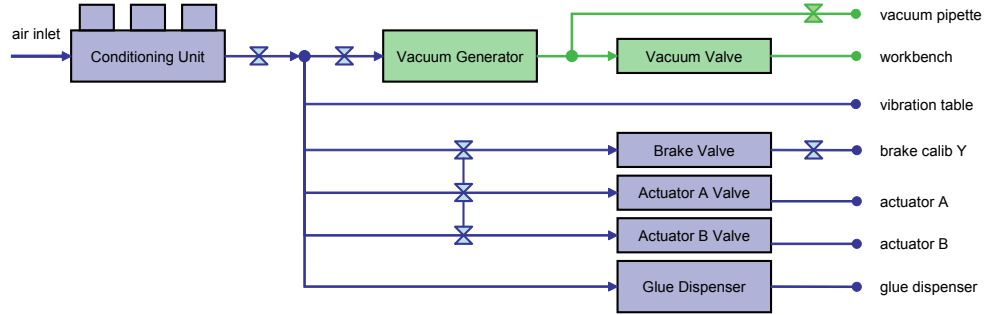 air inlet
Conditioning Unit
Vacuum Generator
Vacuum Valve
vacuum pipette
workbench
vibration table
Brake Valve
brake calib Y
Actuator A Valve
actuator A
Actuator B Valve
actuator B
Glue Dispenser
glue dispenser